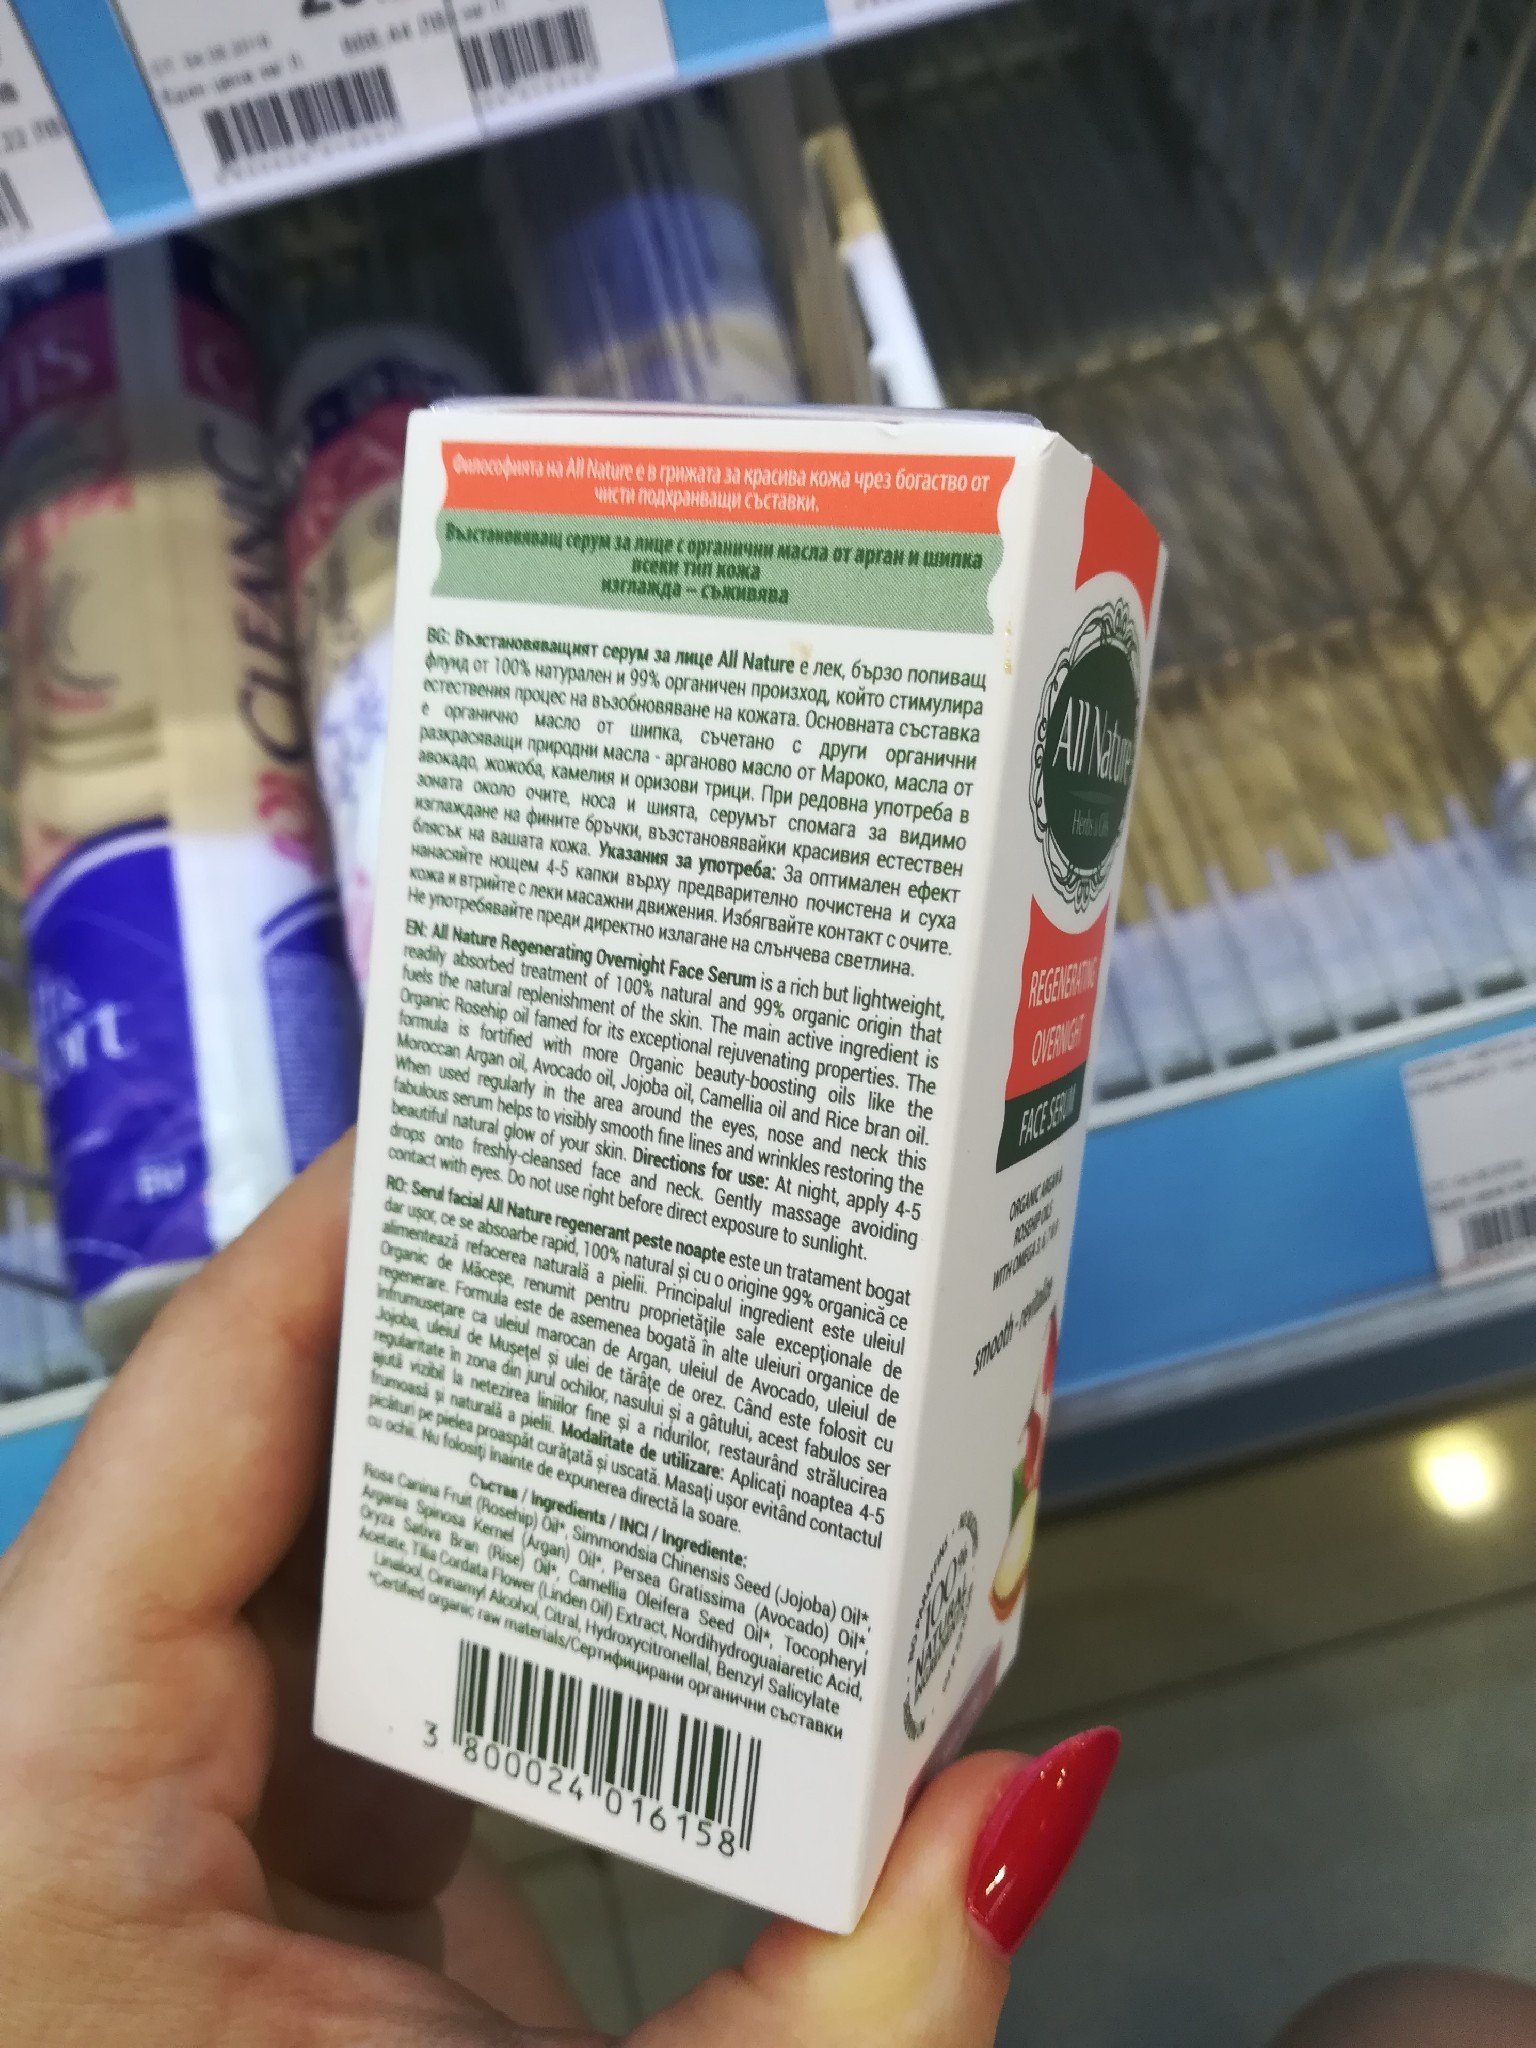 Философията на All Nature е в грижата за красива кожа чрез богаство от
чисти подхранващи съставки.
Възстановяващ серум за лице с органични масла от арган и шипка
всеки тип кожа
изглажда – съживява
BG: Възстановяващият серум за лице All Nature е лек, бързо попиващ
флуид от 100% натурален и 99% органичен произход, който стимулира
естествения процес на възобновяване на кожата. Основната съставка
е органично масло от шипка, съчетано с други органични
разкрасяващи природни масла - арганово масло от Мароко, масла от
авокадо, жожоба, камелия и оризови трици. При редовна употреба в
зоната около очите, носа и шията, серумът спомага за видимо
изглаждане на фините бръчки, възстановявайки красивия естествен
блясък на вашата кожа. Указания за употреба: За оптимален ефект
нанасяйте нощем 4-5 капки върху предварително почистена и суха
кожа и втрийте с леки масажни движения. Избягвайте контакт с очите.
Не употребявайте преди директно излагане на слънчева светлина.
EN: All Nature Regenerating Overnight Face Serum is a rich but lightweight,
readily absorbed treatment of 100% natural and 99% organic origin that
fuels the natural replenishment of the skin. The main active ingredient is
Organic Rosehip oil famed for its exceptional rejuvenating properties. The
formula is fortified with more Organic beauty-boosting oils like the
Moroccan Argan oil, Avocado oil, Jojoba oil, Camellia oil and Rice bran oil.
When used regularly in the area around the eyes, nose and neck this
fabulous serum helps to visibly smooth fine lines and wrinkles restoring the
beautiful natural glow of your skin. Directions for use: At night, apply 4-5
drops onto freshly-cleansed face and neck. Gently massage avoiding
contact with eyes. Do not use right before direct exposure to sunlight.
RO: Serul facial All Nature regenerant peste noapte este un tratament bogat
dar ușor, ce se absoarbe rapid, 100% natural și cu o origine 99% organică ce
alimentează refacerea naturală a pielii. Principalul ingredient este uleiul
Organic de Măceșe, renumit pentru proprietățile sale excepționale de
regenerare. Formula este de asemenea bogată în alte uleiuri organice de
înfrumusețare ca uleiul marocan de Argan, uleiul de Avocado, uleiul de
Jojoba, uleiul de Mușețel și ulei de tărâțe de orez. Când este folosit cu
regularitate în zona din jurul ochilor, nasului și a gâtului, acest fabulos ser
ajută vizibil la netezirea liniilor fine și a ridurilor, restaurând strălucirea
frumoasă și naturală a pielii. Modalitate de utilizare: Aplicați noaptea 4-5
picături pe pielea proaspăt curățată și uscată. Masați ușor evitând contactul
cu ochii. Nu folosiți înainte de expunerea directă la soare.
Състав / Ingredients / INCI / Ingrediente:
Rosa Canina Fruit (Rosehip) Oil*, Simmondsia Chinensis Seed (Jojoba) Oil*,
Argania Spinosa Kernel (Argan) Oil*, Persea Gratissima (Avocado) Oil*,
Oryza Sativa Bran (Rise) Oil*, Camellia Oleifera Seed Oil*, Tocopheryl
Acetate, Tilia Cordata Flower (Linden Oil) Extract, Nordihydroguaiaretic Acid,
Linalool, Cinnamyl Alcohol, Citral, Hydroxycitronellal, Benzyl Salicylate
*Certified organic raw materials/Сертифицирани органични съставки
3 800024 016158
All Nature
Herbs & Oils
REGENERATING
OVERNIGHT
FACE SERUM
ORGANIC ARGAN &
ROSEHIP OILS
WITH OMEGA
smooth - revitalize
100%
NATURAL
CLEANIC